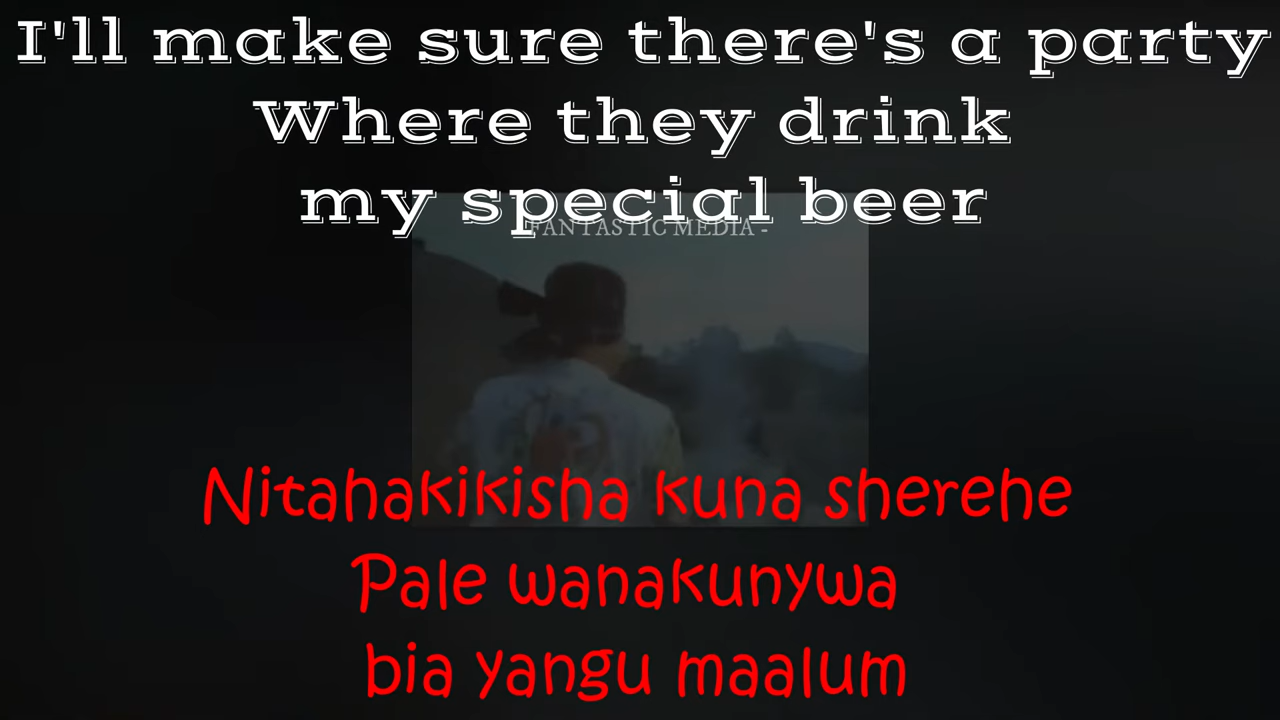 I'll make sure there's a party
Where they drink
my special beer
FANTASTIC MEDIA -
Nitahakikisha kuna sherehe
Pale wanakunywa
bia yangu maalum